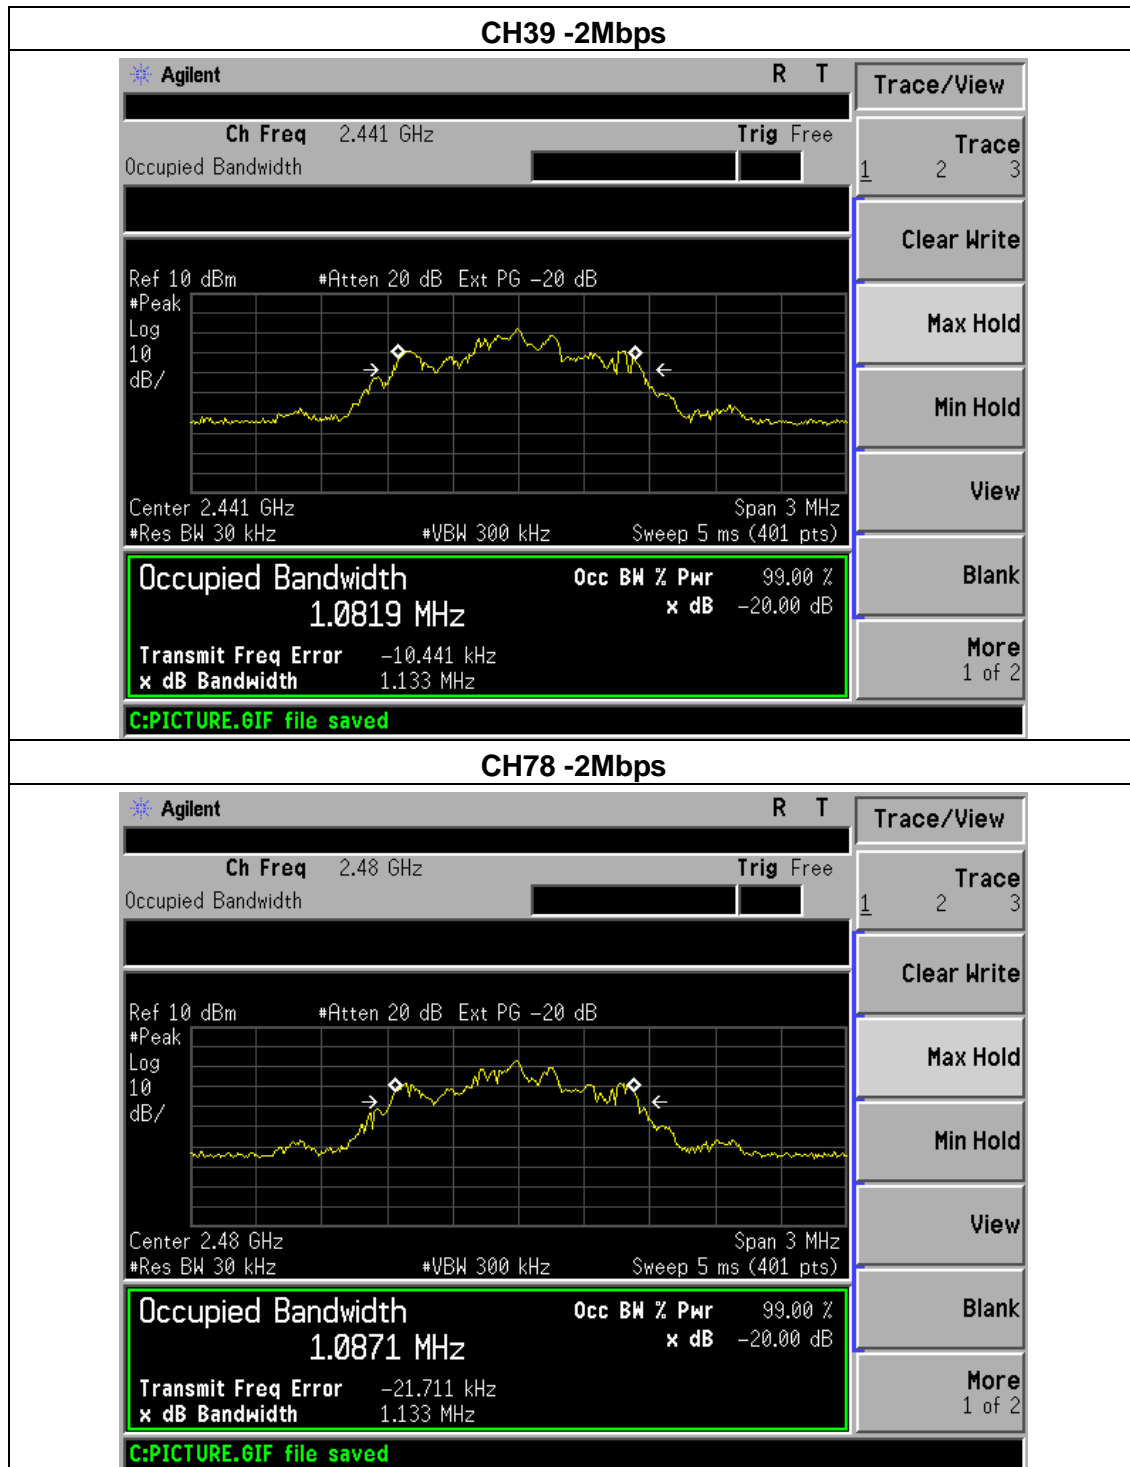 CH39 -2Mbps
Agilent R T
Trace/View
Ch Freq 2.441 GHz Trig Free
Occupied Bandwidth
Trace
1 2 3
Clear Write
Ref 10 dBm #Atten 20 dB Ext PG -20 dB
#Peak
Log
10
dB/
Max Hold
Min Hold
View
Center 2.441 GHz Span 3 MHz
#Res BW 30 kHz #VBW 300 kHz Sweep 5 ms (401 pts)
Occupied Bandwidth Occ BW % Pwr 99.00 %
1.0819 MHz x dB -20.00 dB
Blank
Transmit Freq Error -10.441 kHz
x dB Bandwidth 1.133 MHz
More
1 of 2
C:PICTURE.GIF file saved
CH78 -2Mbps
Agilent R T
Trace/View
Ch Freq 2.48 GHz Trig Free
Occupied Bandwidth
Trace
1 2 3
Clear Write
Ref 10 dBm #Atten 20 dB Ext PG -20 dB
#Peak
Log
10
dB/
Max Hold
Min Hold
View
Center 2.48 GHz Span 3 MHz
#Res BW 30 kHz #VBW 300 kHz Sweep 5 ms (401 pts)
Occupied Bandwidth Occ BW % Pwr 99.00 %
1.0871 MHz x dB -20.00 dB
Blank
Transmit Freq Error -21.711 kHz
x dB Bandwidth 1.133 MHz
More
1 of 2
C:PICTURE.GIF file saved